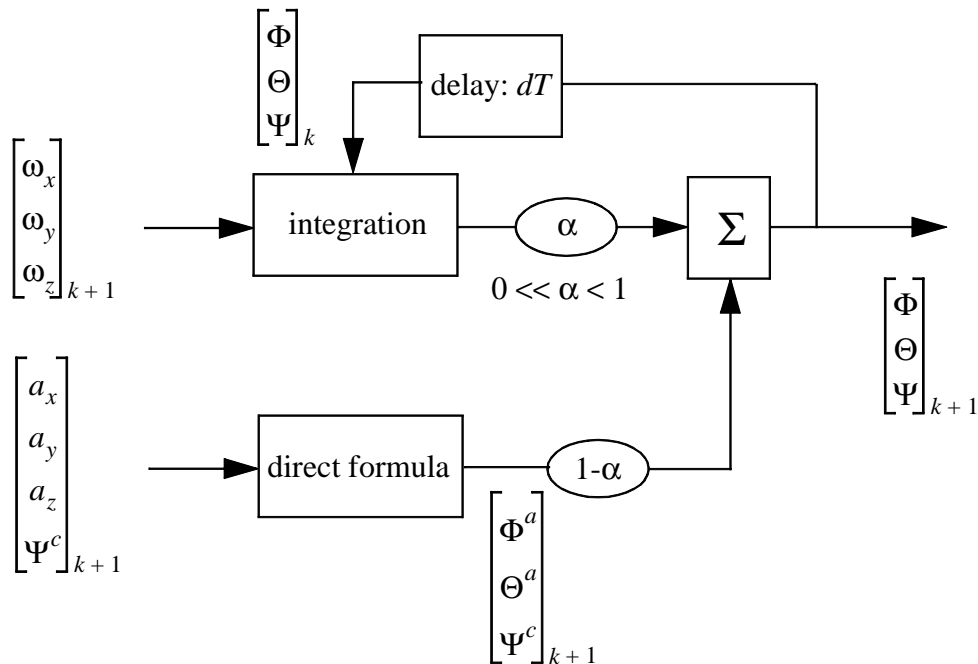 Φ
Θ
Ψ
k
delay: dT
ω x
ω y
ω z
k + 1
integration
α
Σ
0 << α < 1
Φ
Θ
Ψ
k + 1
a x
a y
a z
Ψ c
k + 1
direct formula
1-α
Φ a
Θ a
Ψ c
k + 1